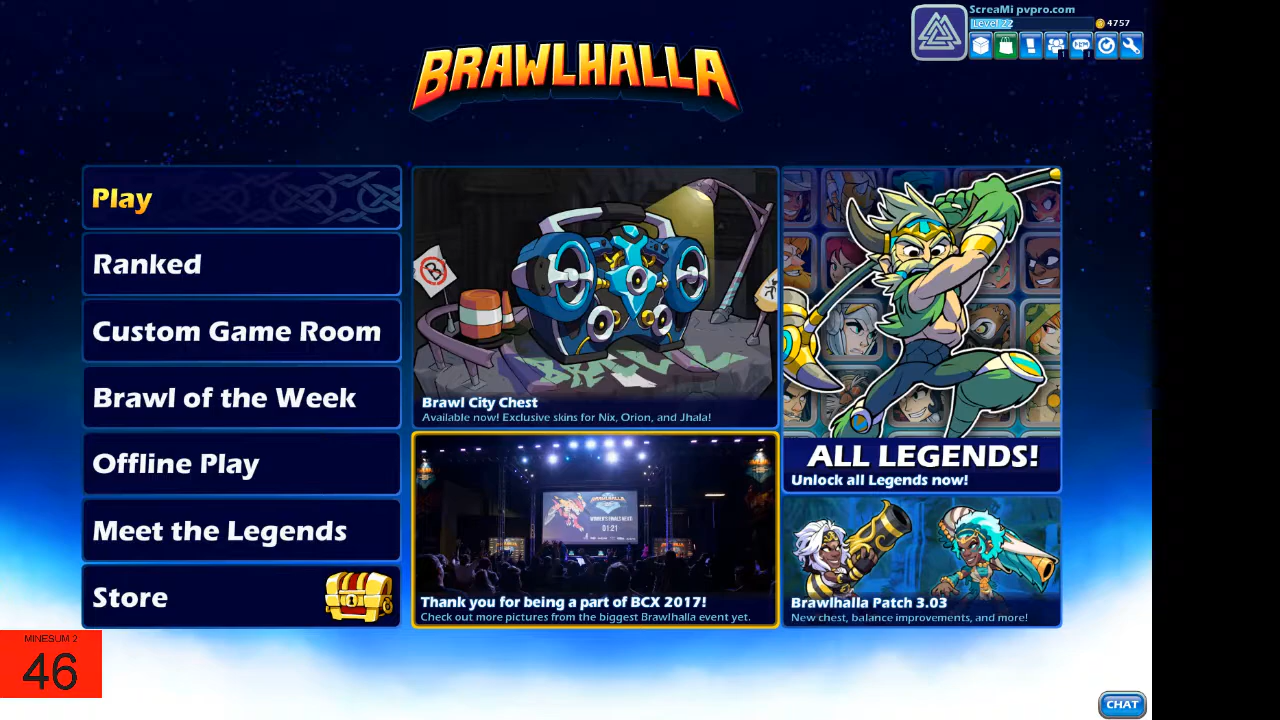 ScreaMi pvpro.com
Level 22
4757
BRAWLHALLA
Play
Ranked
Custom Game Room
Brawl of the Week
Offline Play
Meet the Legends
Store
Brawl City Chest
Available now! Exclusive skins for Nix, Orion, and Jhala!
01:21
Thank you for being a part of BCX 2017!
Check out more pictures from the biggest Brawlhalla event yet.
ALL LEGENDS!
Unlock all Legends now!
Brawlhalla Patch 3.03
New chest, balance improvements, and more!
MINESUM 2
46
CHAT